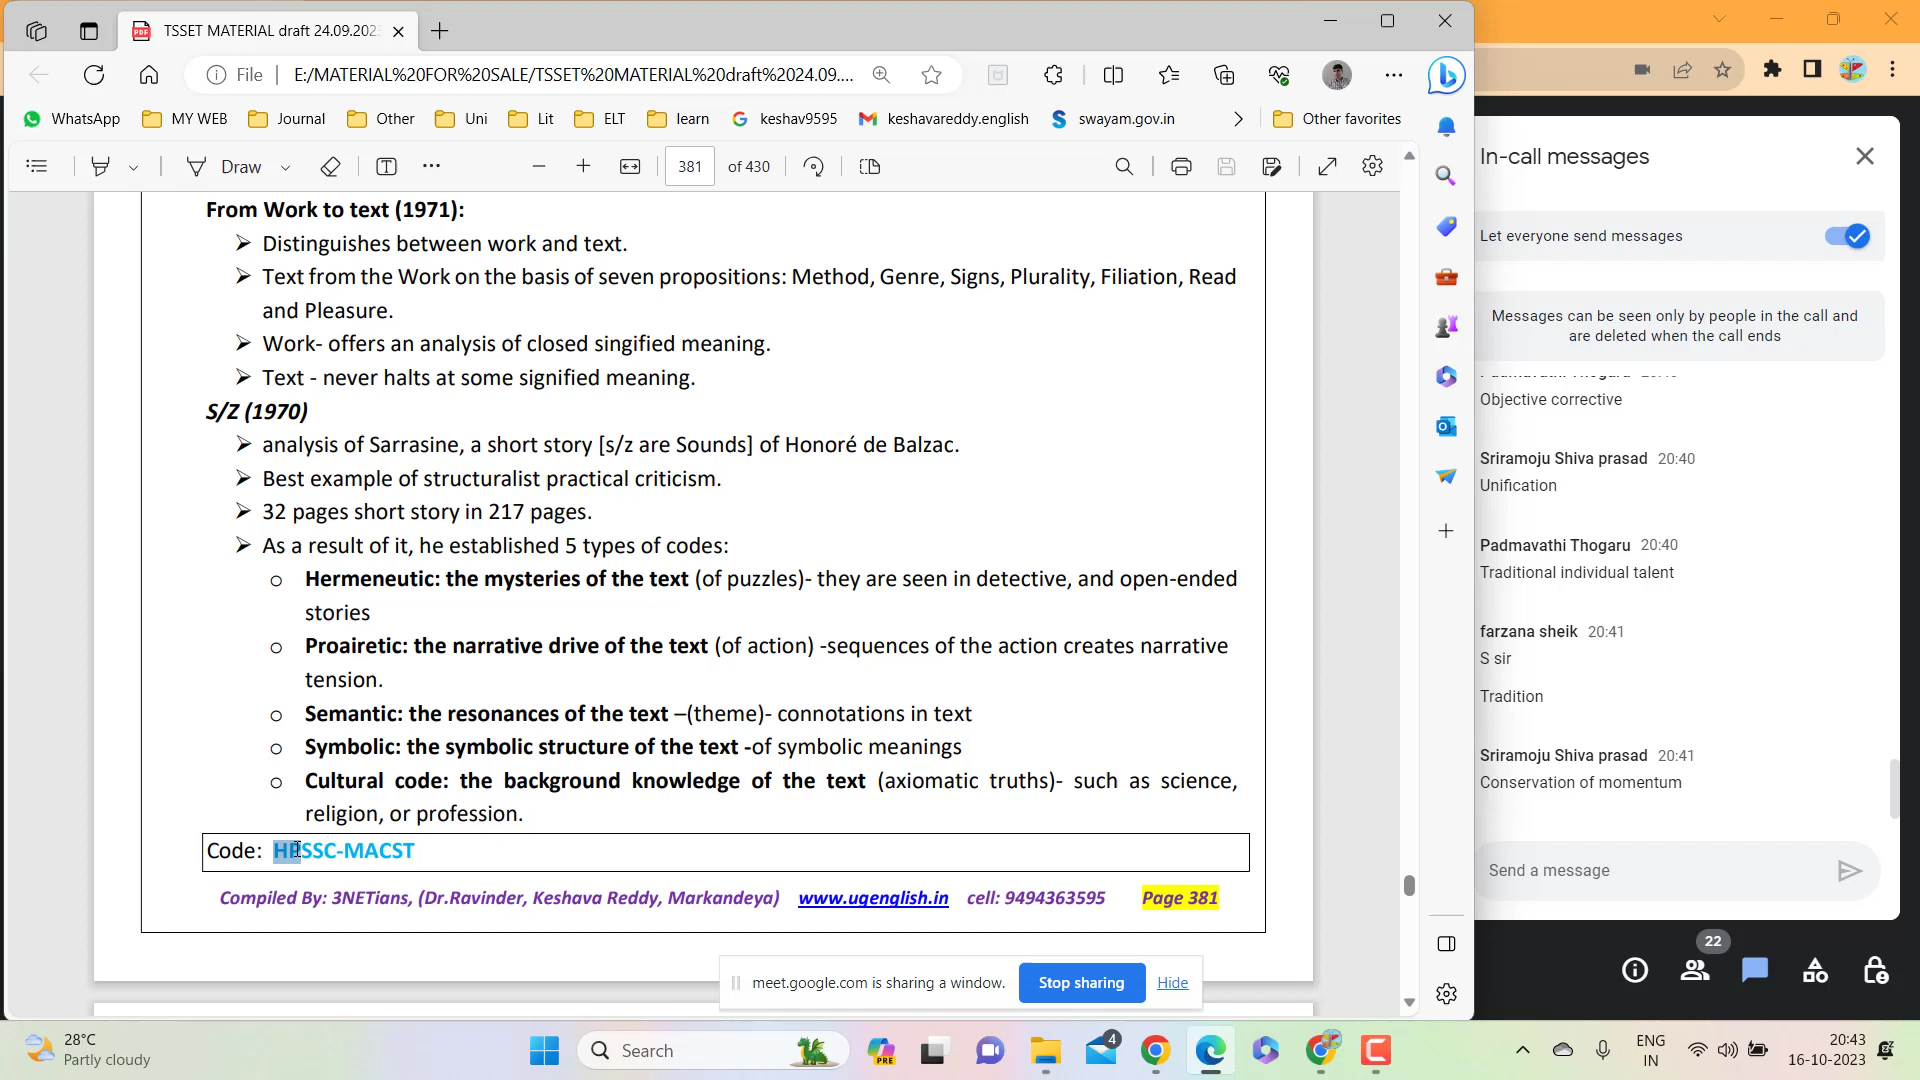 TSSET MATERIAL draft 24.09.202
File
E:/MATERIAL%20FOR%20SALE/TSSET%20MATERIAL%20draft%2024.09....
WhatsApp MY WEB Journal Other Uni Lit ELT learn keshav9595 keshavareddy.english swayam.gov.in Other favorites
Draw 381 of 430
From Work to text (1971):
➢ Distinguishes between work and text.
➢ Text from the Work on the basis of seven propositions: Method, Genre, Signs, Plurality, Filiation, Read
and Pleasure.
➢ Work- offers an analysis of closed singified meaning.
➢ Text - never halts at some signified meaning.
S/Z (1970)
➢ analysis of Sarrasine, a short story [s/z are Sounds] of Honoré de Balzac.
➢ Best example of structuralist practical criticism.
➢ 32 pages short story in 217 pages.
➢ As a result of it, he established 5 types of codes:
o Hermeneutic: the mysteries of the text (of puzzles)- they are seen in detective, and open-ended
stories
o Proairetic: the narrative drive of the text (of action) -sequences of the action creates narrative
tension.
o Semantic: the resonances of the text –(theme)- connotations in text
o Symbolic: the symbolic structure of the text -of symbolic meanings
o Cultural code: the background knowledge of the text (axiomatic truths)- such as science,
religion, or profession.
Code: HPSSC-MACST
Compiled By: 3NETians, (Dr.Ravinder, Keshava Reddy, Markandeya) www.ugenglish.in cell: 9494363595 Page 381
meet.google.com is sharing a window. Stop sharing Hide
In-call messages
Let everyone send messages
Messages can be seen only by people in the call and
are deleted when the call ends
Objective corrective
Sriramoju Shiva prasad 20:40
Unification
Padmavathi Thogaru 20:40
Traditional individual talent
farzana sheik 20:41
S sir
Tradition
Sriramoju Shiva prasad 20:41
Conservation of momentum
Send a message
22
28°C
Partly cloudy
Search
PRE
4
ENG
IN
20:43
16-10-2023